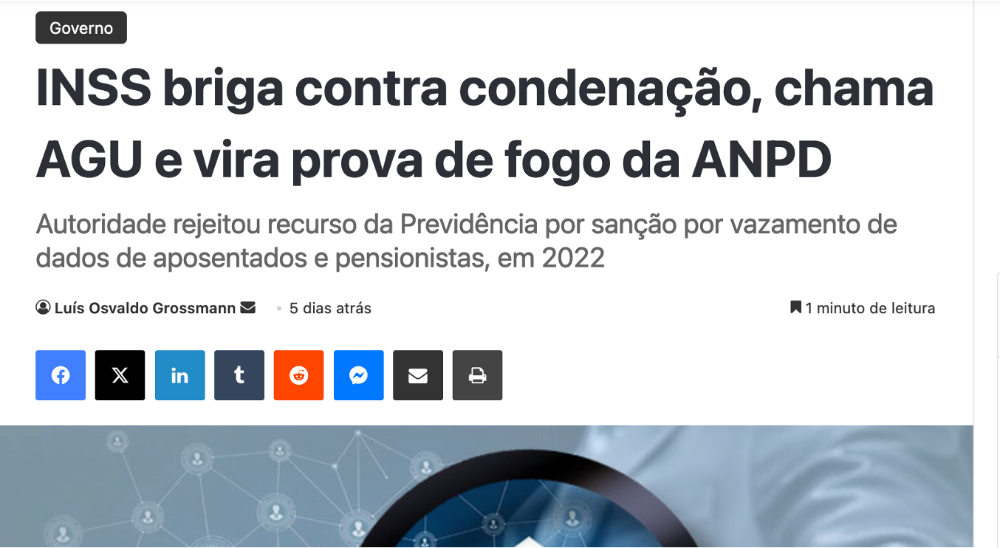 Governo
INSS briga contra condenação, chama
AGU e vira prova de fogo da ANPD
Autoridade rejeitou recurso da Previdência por sanção por vazamento de
dados de aposentados e pensionistas, em 2022
Luís Osvaldo Grossmann • 5 dias atrás 1 minuto de leitura